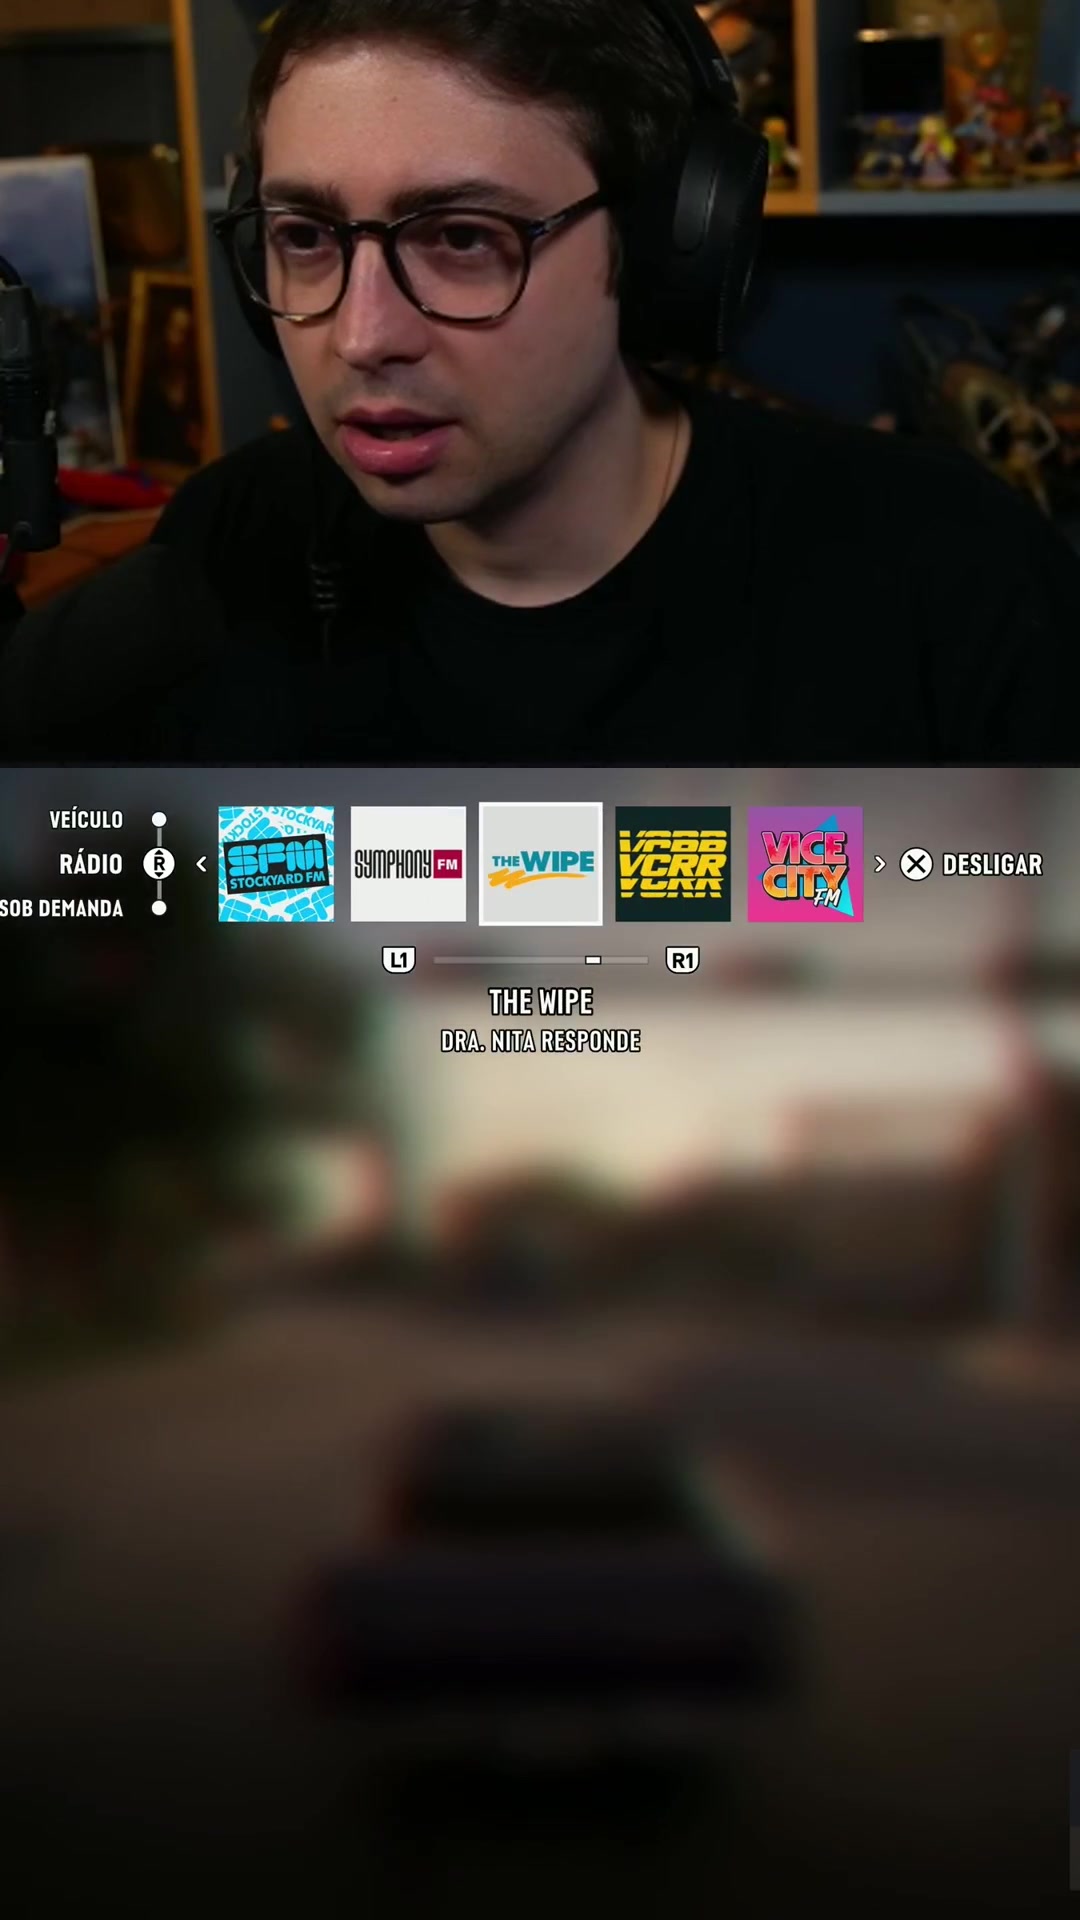 VEÍCULO
RÁDIO
SOB DEMANDA
R
STOCKYARD
STOCKYAR
SFM
STOCKYARD FM
SYMPHONY FM
THE WIPE
VCRR
VICE
CITY
FM
DESLIGAR
L1
R1
THE WIPE
DRA. NITA RESPONDE